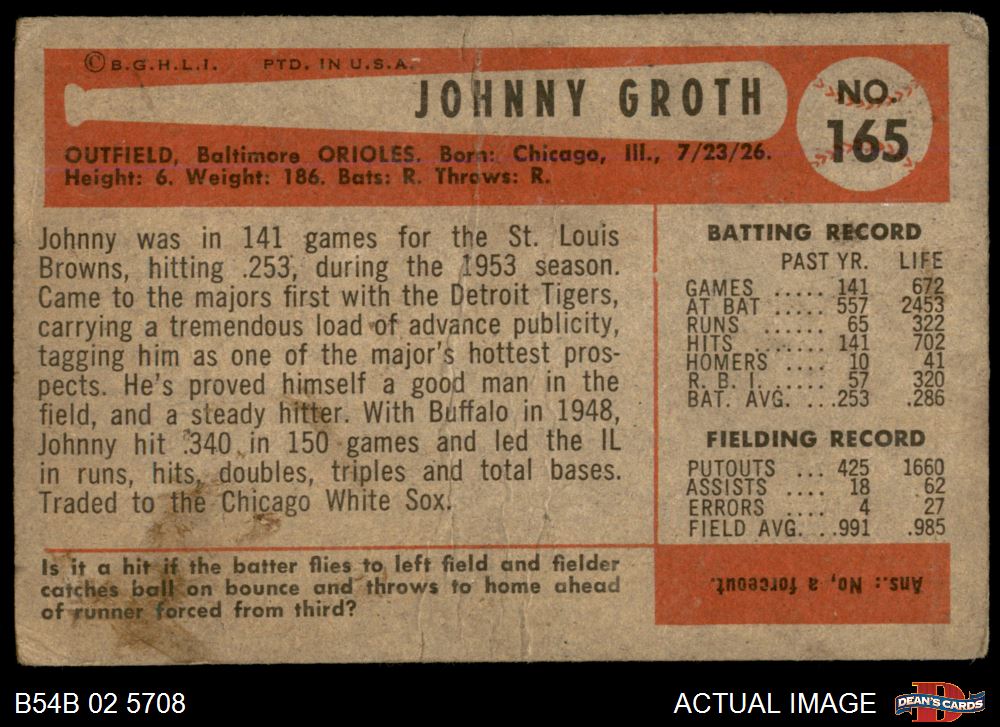 © B.G.H.L.I. PTD. IN U.S.A.
JOHNNY GROTH
NO.
165
OUTFIELD, Baltimore ORIOLES. Born: Chicago, Ill., 7/23/26.
Height: 6. Weight: 186. Bats: R. Throws: R.
Johnny was in 141 games for the St. Louis
Browns, hitting .253, during the 1953 season.
Came to the majors first with the Detroit Tigers,
carrying a tremendous load of advance publicity,
tagging him as one of the major's hottest pros-
pects. He's proved himself a good man in the
field, and a steady hitter. With Buffalo in 1948,
Johnny hit .340 in 150 games and led the IL
in runs, hits, doubles, triples and total bases.
Traded to the Chicago White Sox.
BATTING RECORD
PAST YR. LIFE
GAMES ..... 141 672
AT BAT ..... 557 2453
RUNS ...... 65 322
HITS ....... 141 702
HOMERS .... 10 41
R. B. I. ..... 57 320
BAT. AVG. ... .253 .286
FIELDING RECORD
PUTOUTS ... 425 1660
ASSISTS .... 18 62
ERRORS .... 4 27
FIELD AVG. .. .991 .985
Is it a hit if the batter flies to left field and fielder
catches ball on bounce and throws to home ahead
of runner forced from third?
Ans.: No, a forceout.
B54B 02 5708
ACTUAL IMAGE
D
DEAN'S CARDS